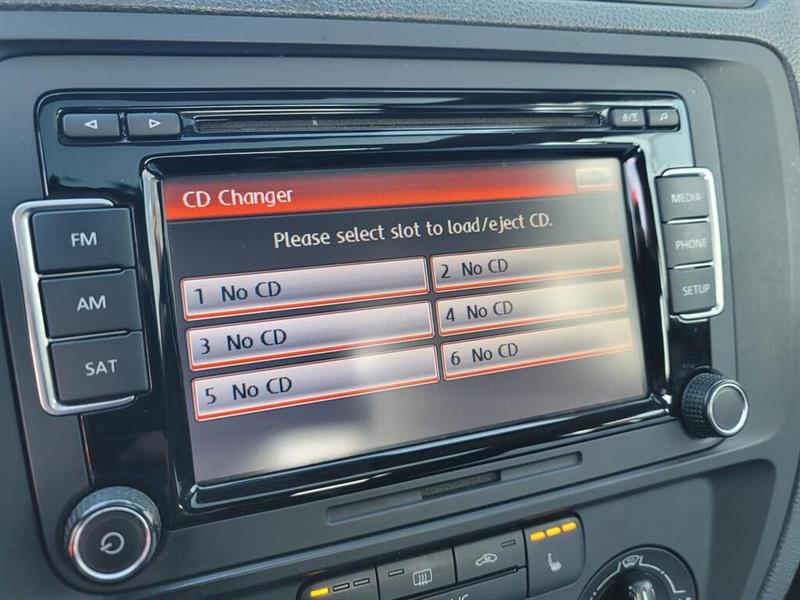 CD Changer
Please select slot to load/eject CD.
1 No CD
2 No CD
3 No CD
4 No CD
5 No CD
6 No CD
FM
AM
SAT
MEDIA
PHONE
SETUP